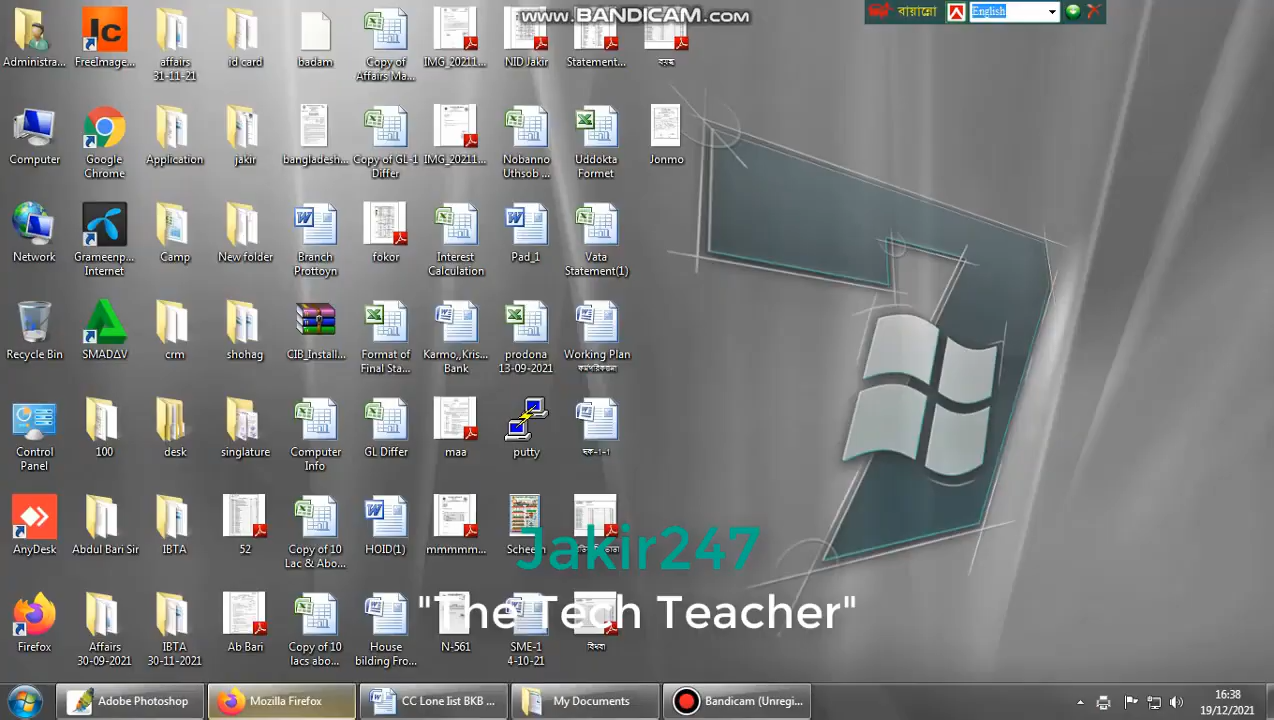 www.BANDICAM.com
বায়ান্নো
English
Administra...
FreeImage...
affairs
31-11-21
id card
badam
Copy of
Affairs Ma...
IMG_20211...
NID Jakir
Statement...
বয়স্ক
Computer
Google
Chrome
Application
jakir
bangladesh...
Copy of GL-1
Differ
IMG_20211...
Nobanno
Uthsob ...
Uddokta
Formet
Jonmo
Network
Grameenp...
Internet
Camp
New folder
Branch
Prottoyn
fokor
Interest
Calculation
Pad_1
Vata
Statement(1)
Recycle Bin
SMADΔV
crm
shohag
CIB_Install...
Format of
Final Sta...
Karmo,,Kris...
Bank
prodona
13-09-2021
Working Plan
কর্মপরিকল্পনা
Control
Panel
100
desk
singlature
Computer
Info
GL Differ
maa
putty
ছক-১-১
AnyDesk
Abdul Bari Sir
IBTA
52
Copy of 10
Lac & Abo...
HOID(1)
mmmmm...
Jakir247
"The Tech Teacher"
Firefox
Affairs
30-09-2021
IBTA
30-11-2021
Ab Bari
Copy of 10
lacs abo...
House
bilding Fro...
N-561
SME-1
4-10-21
বিধবা
Adobe Photoshop
Mozilla Firefox
CC Lone list BKB ...
My Documents
Bandicam (Unregi...
16:38
19/12/2021